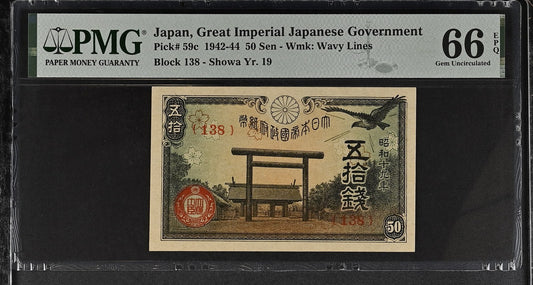 PMG
PAPER MONEY GUARANTY
Japan, Great Imperial Japanese Government
Pick# 59c 1942-44 50 Sen - Wmk: Wavy Lines
Block 138 - Showa Yr. 19
66 EPQ
Gem Uncirculated
幣紙府政國帝本日大
五拾
(138)
昭和十九年
五拾錢
(138)
50